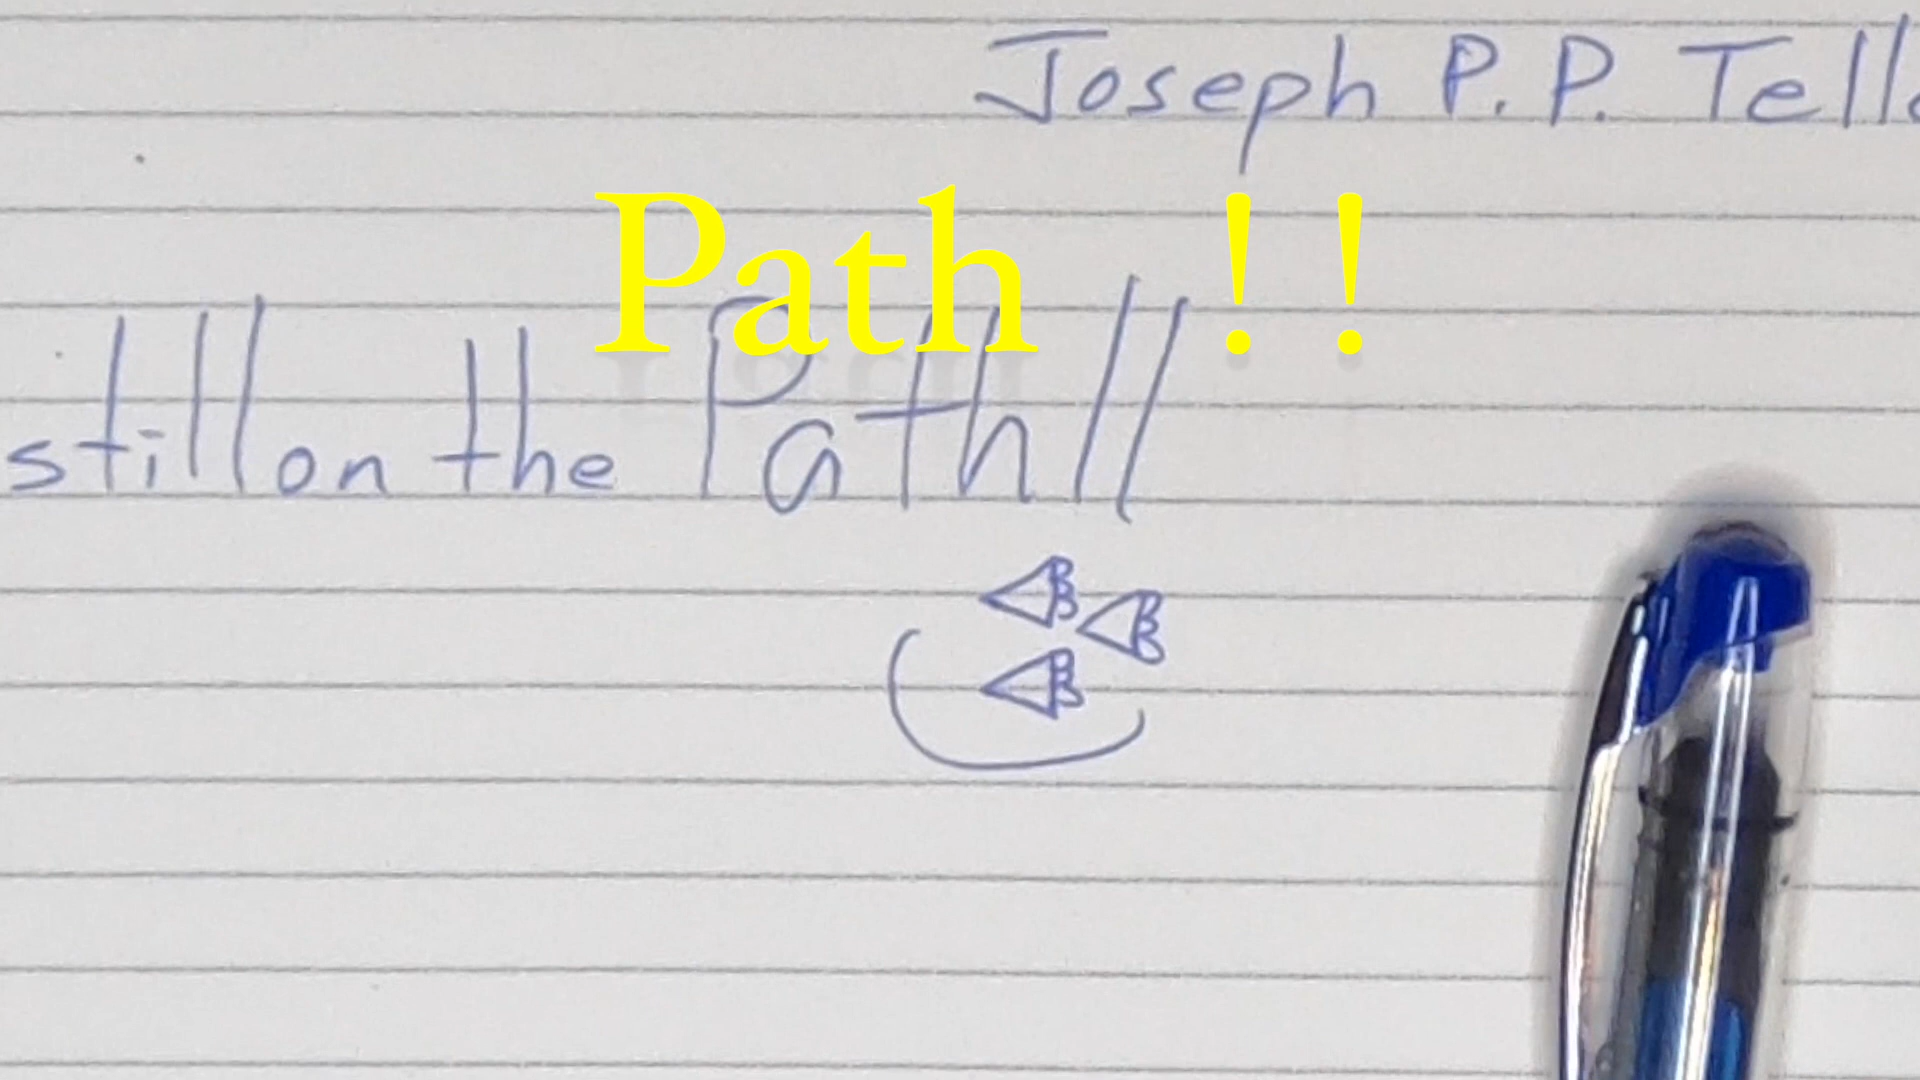 Joseph P. P. Tell
Path !!
still on the Path !!